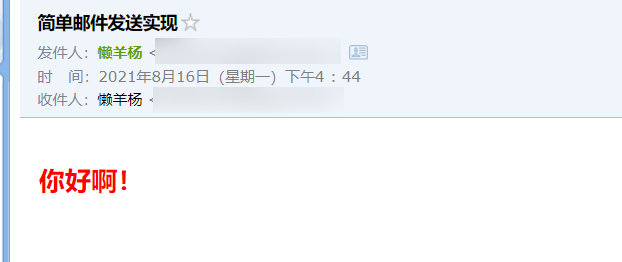 简单邮件发送实现
发件人：懒羊杨 <
时　间：2021年8月16日（星期一）下午4：44
收件人：懒羊杨 <
你好啊！